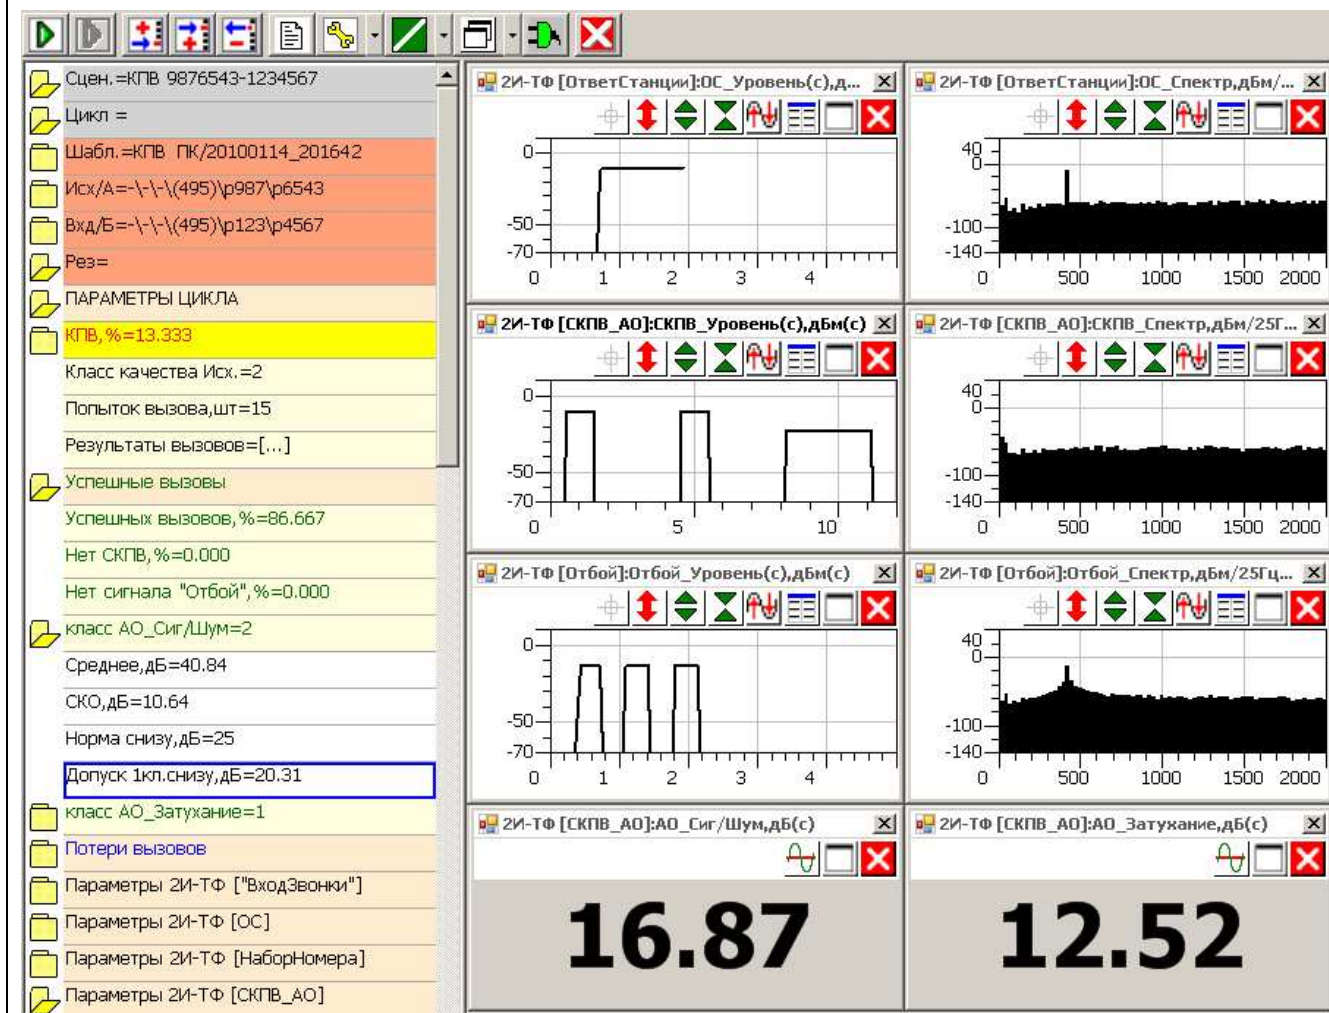 Сцен.=КПВ 9876543-1234567
Цикл =
Шабл.=КПВ ПК/20100114_201642
Исх/А=-\-\-\(495)\p987\p6543
Вхд/Б=-\-\-\(495)\p123\p4567
Рез=
ПАРАМЕТРЫ ЦИКЛА
КПВ,%=13.333
Класс качества Исх.=2
Попыток вызова,шт=15
Результаты вызовов=[...]
Успешные вызовы
Успешных вызовов,%=86.667
Нет СКПВ,%=0.000
Нет сигнала "Отбой",%=0.000
класс АО_Сиг/Шум=2
Среднее,дБ=40.84
СКО,дБ=10.64
Норма снизу,дБ=25
Допуск 1кл.снизу,дБ=20.31
класс АО_Затухание=1
Потери вызовов
Параметры 2И-ТФ ["ВходЗвонки"]
Параметры 2И-ТФ [ОС]
Параметры 2И-ТФ [НаборНомера]
Параметры 2И-ТФ [СКПВ_АО]
2И-ТФ [ОтветСтанции]:ОС_Уровень(с),д...
0
-50
-70
0 1 2 3 4
2И-ТФ [ОтветСтанции]:ОС_Спектр,дБм/...
40
0
-100
-140
0 500 1000 1500 2000
2И-ТФ [СКПВ_АО]:СКПВ_Уровень(с),дБм(с)
0
-50
-70
0 5 10
2И-ТФ [СКПВ_АО]:СКПВ_Спектр,дБм/25Г...
40
0
-100
-140
0 500 1000 1500 2000
2И-ТФ [Отбой]:Отбой_Уровень(с),дБм(с)
0
-50
-70
0 1 2 3 4
2И-ТФ [Отбой]:Отбой_Спектр,дБм/25Гц...
40
0
-100
-140
0 500 1000 1500 2000
2И-ТФ [СКПВ_АО]:АО_Сиг/Шум,дБ(с)
16.87
2И-ТФ [СКПВ_АО]:АО_Затухание,дБ(с)
12.52